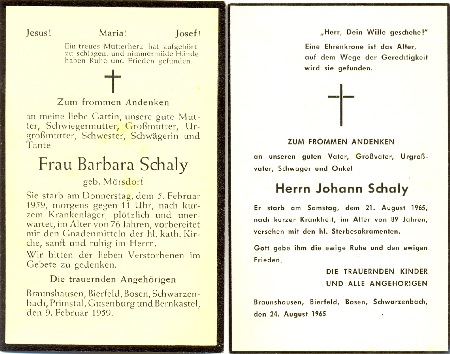 Jesus! Maria! Josef!
Ein treues Mutterherz hat aufgehört
zu schlagen, und nimmermüde Hände
haben Ruhe und Frieden gefunden.
Zum frommen Andenken
an meine liebe Gattin, unsere gute Mut-
ter, Schwiegermutter, Großmutter, Ur-
großmutter, Schwester, Schwägerin und
Tante
Frau Barbara Schaly
geb. Mörsdorf
Sie starb am Donnerstag, dem 5. Februar
1959, morgens gegen 11 Uhr, nach kur-
zem Krankenlager, plötzlich und uner-
wartet, im Alter von 76 Jahren, vorbereitet
mit den Gnadenmitteln der hl. kath. Kir-
che, sanft und ruhig im Herrn.
Wir bitten der lieben Verstorbenen im
Gebete zu gedenken.
Die trauernden Angehörigen
Braunshausen, Bierfeld, Bosen, Schwarzen-
bach, Primstal, Gusenburg und Bernkastel,
den 9. Februar 1959.
„Herr, Dein Wille geschehe!"
Eine Ehrenkrone ist das Alter,
auf dem Wege der Gerechtigkeit
wird sie gefunden.
ZUM FROMMEN ANDENKEN
an unseren guten Vater, Großvater, Urgroß-
vater, Schwager und Onkel
Herrn Johann Schaly
Er starb am Samstag, dem 21. August 1965,
nach kurzer Krankheit, im Alter von 89 Jahren,
versehen mit den hl. Sterbesakramenten.
Gott gebe ihm die ewige Ruhe und den ewigen
Frieden.
DIE TRAUERNDEN KINDER
UND ALLE ANGEHÖRIGEN
Braunshausen, Bierfeld, Bosen, Schwarzenbach,
den 24. August 1965